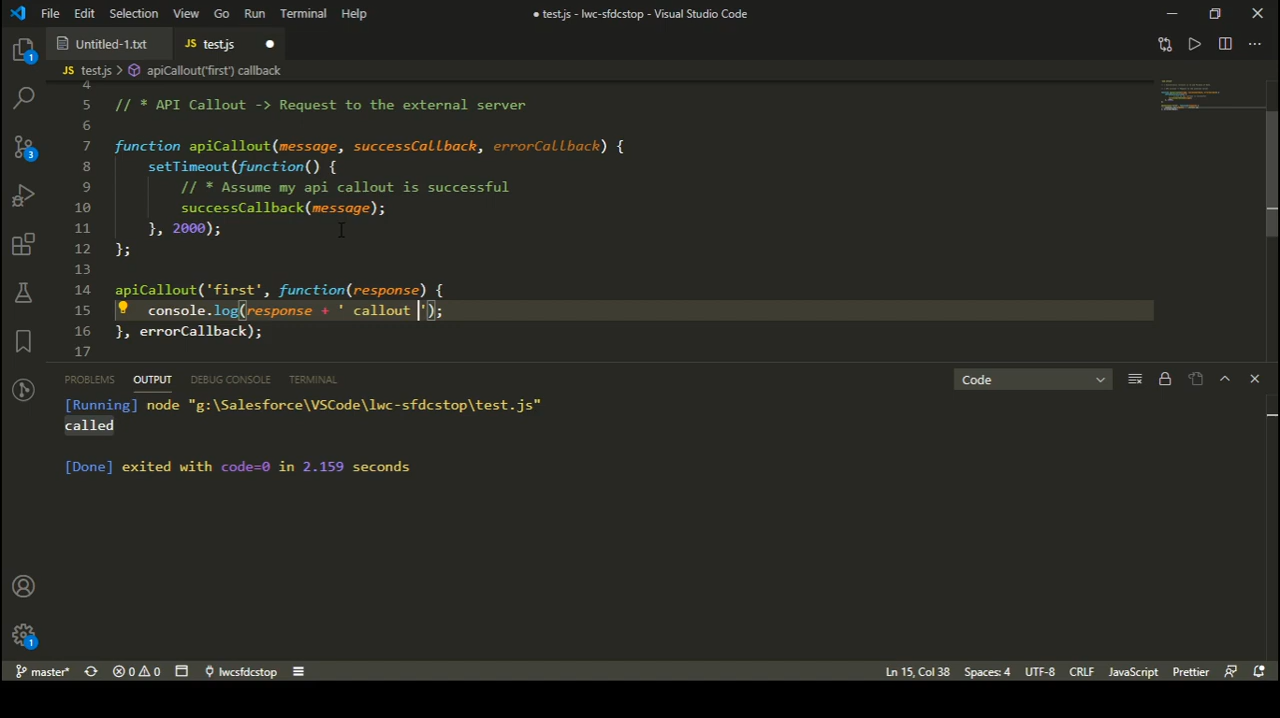 File Edit Selection View Go Run Terminal Help ● test.js - lwc-sfdcstop - Visual Studio Code
Untitled-1.txt JS test.js
JS test.js > apiCallout('first') callback
4
5 // * API Callout -> Request to the external server
6
7 function apiCallout(message, successCallback, errorCallback) {
8 setTimeout(function() {
9 // * Assume my api callout is successful
10 successCallback(message);
11 }, 2000);
12 };
13
14 apiCallout('first', function(response) {
15 console.log(response + ' callout ');
16 }, errorCallback);
17
PROBLEMS OUTPUT DEBUG CONSOLE TERMINAL Code
[Running] node "g:\Salesforce\VSCode\lwc-sfdcstop\test.js"
called
[Done] exited with code=0 in 2.159 seconds
1
3
1
master* 0 0 lwcsfdcstop Ln 15, Col 38 Spaces: 4 UTF-8 CRLF JavaScript Prettier